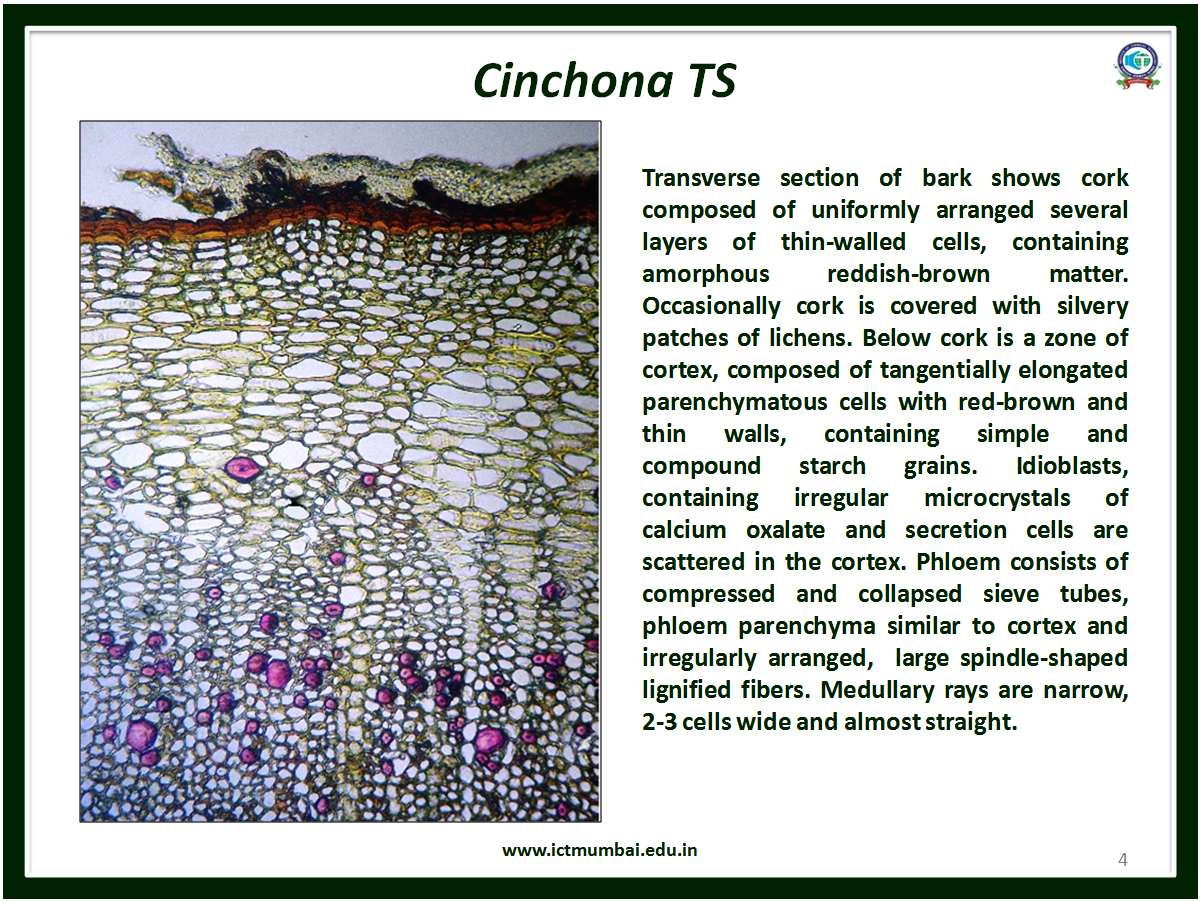 Cinchona TS
Transverse section of bark shows cork
composed of uniformly arranged several
layers of thin-walled cells, containing
amorphous reddish-brown matter.
Occasionally cork is covered with silvery
patches of lichens. Below cork is a zone of
cortex, composed of tangentially elongated
parenchymatous cells with red-brown and
thin walls, containing simple and
compound starch grains. Idioblasts,
containing irregular microcrystals of
calcium oxalate and secretion cells are
scattered in the cortex. Phloem consists of
compressed and collapsed sieve tubes,
phloem parenchyma similar to cortex and
irregularly arranged, large spindle-shaped
lignified fibers. Medullary rays are narrow,
2-3 cells wide and almost straight.
www.ictmumbai.edu.in
4